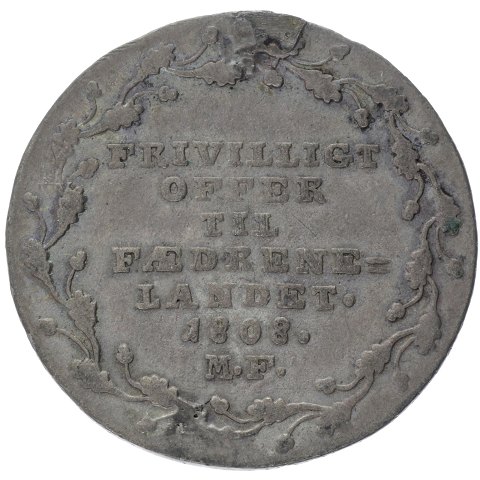 FRIVILLIGT
OFFER
TIL
FÆDRENE=
LANDET.
1808.
M.F.